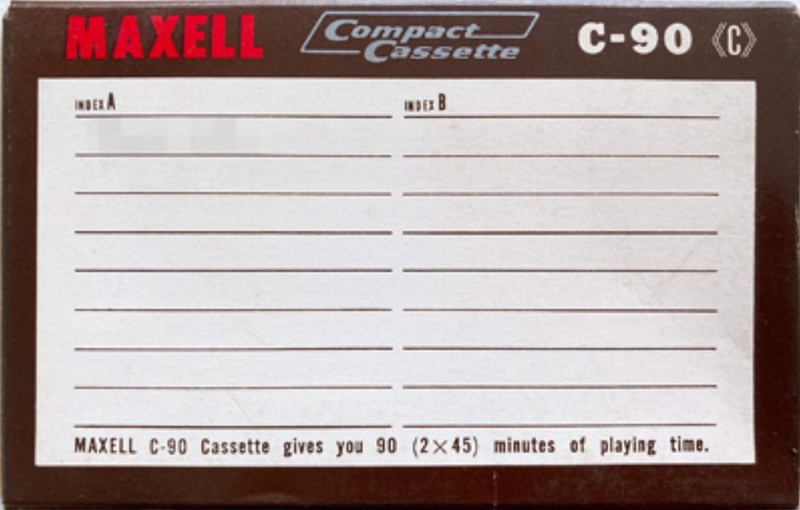 MAXELL Compact Cassette C-90 《C》
INDEX A INDEX B
MAXELL C-90 Cassette gives you 90 (2×45) minutes of playing time.